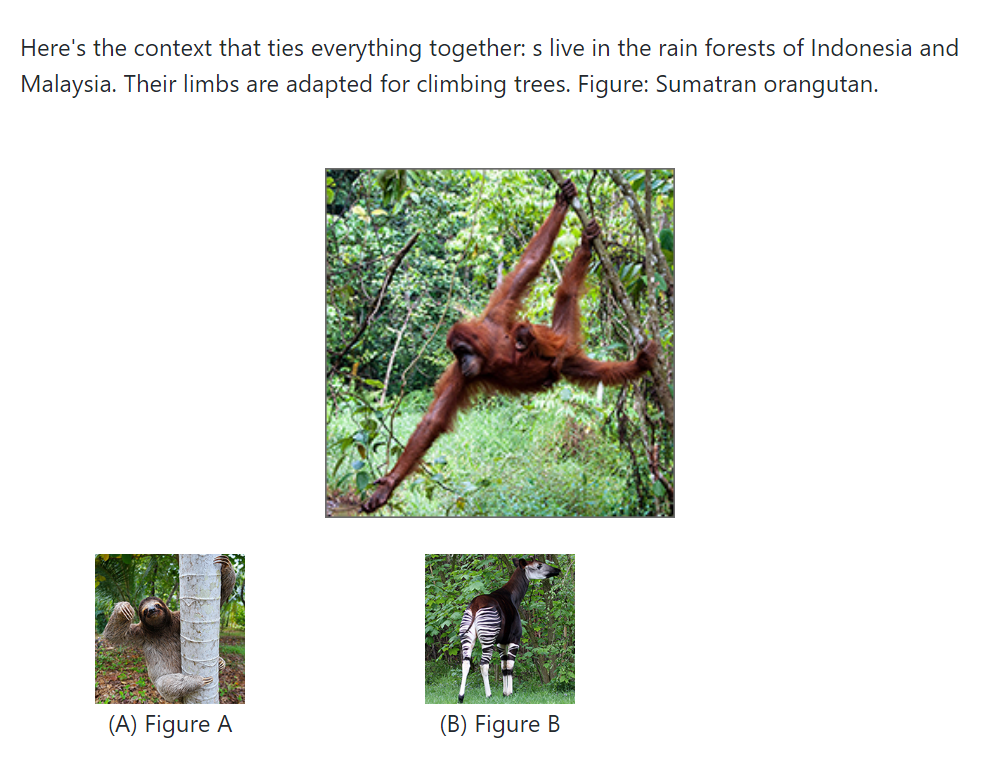 Here's the context that ties everything together: s live in the rain forests of Indonesia and
Malaysia. Their limbs are adapted for climbing trees. Figure: Sumatran orangutan.
(A) Figure A
(B) Figure B